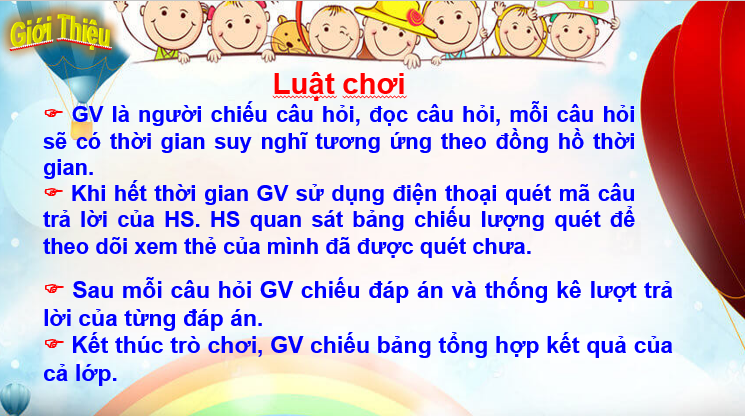 Giới Thiệu
Luật chơi
☞ GV là người chiếu câu hỏi, đọc câu hỏi, mỗi câu hỏi
sẽ có thời gian suy nghĩ tương ứng theo đồng hồ thời
gian.
☞ Khi hết thời gian GV sử dụng điện thoại quét mã câu
trả lời của HS. HS quan sát bảng chiếu lượng quét để
theo dõi xem thẻ của mình đã được quét chưa.
☞ Sau mỗi câu hỏi GV chiếu đáp án và thống kê lượt trả
lời của từng đáp án.
☞ Kết thúc trò chơi, GV chiếu bảng tổng hợp kết quả của
cả lớp.